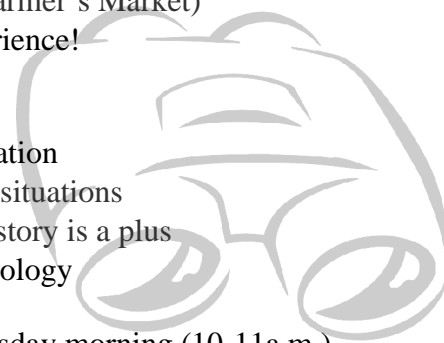 armer's Market)
rience!
ation
situations
story is a plus
ology
sday morning (10-11a.m.)